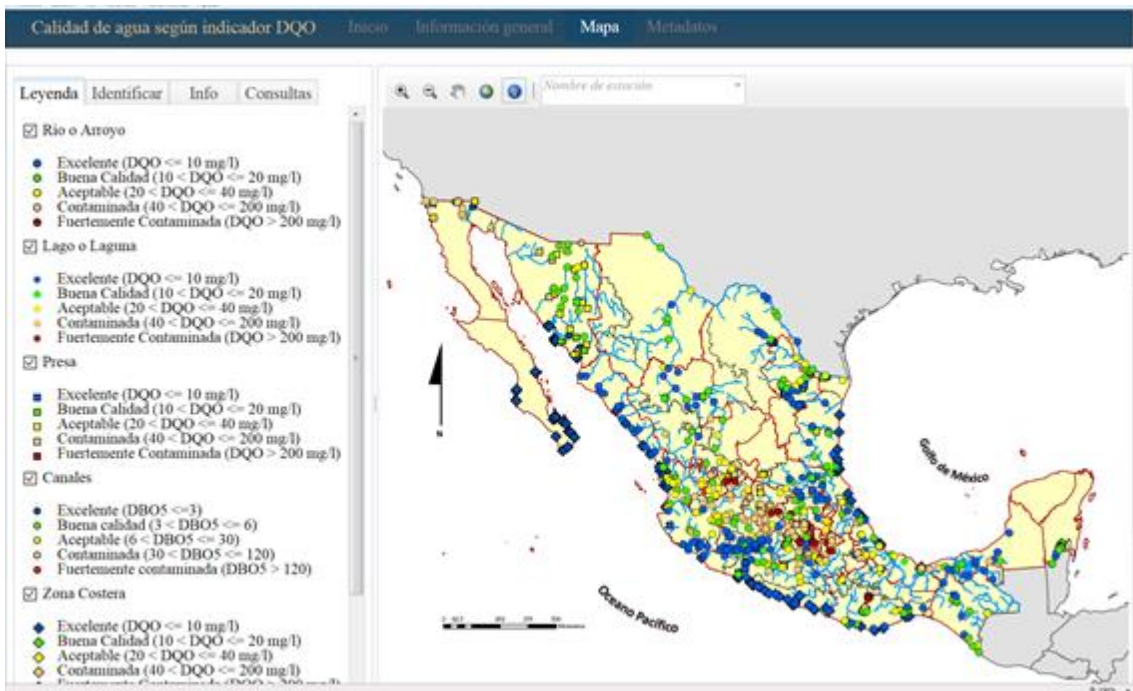 Calidad de agua según indicador DQO Inicio Información general Mapa Metadatos
Leyenda Identificar Info Consultas
Nombre de estación
Río o Arroyo
Excelente (DQO <= 10 mg/l)
Buena Calidad (10 < DQO <= 20 mg/l)
Aceptable (20 < DQO <= 40 mg/l)
Contaminada (40 < DQO <= 200 mg/l)
Fuertemente Contaminada (DQO > 200 mg/l)
Lago o Laguna
Excelente (DQO <= 10 mg/l)
Buena Calidad (10 < DQO <= 20 mg/l)
Aceptable (20 < DQO <= 40 mg/l)
Contaminada (40 < DQO <= 200 mg/l)
Fuertemente Contaminada (DQO > 200 mg/l)
Presa
Excelente (DQO <= 10 mg/l)
Buena Calidad (10 < DQO <= 20 mg/l)
Aceptable (20 < DQO <= 40 mg/l)
Contaminada (40 < DQO <= 200 mg/l)
Fuertemente Contaminada (DQO > 200 mg/l)
Canales
Excelente (DBO5 <=3)
Buena calidad (3 < DBO5 <= 6)
Aceptable (6 < DBO5 <= 30)
Contaminada (30 < DBO5 <= 120)
Fuertemente contaminada (DBO5 > 120)
Zona Costera
Excelente (DQO <= 10 mg/l)
Buena Calidad (10 < DQO <= 20 mg/l)
Aceptable (20 < DQO <= 40 mg/l)
Contaminada (40 < DQO <= 200 mg/l)
N
Golfo de México
Oceano Pacífico